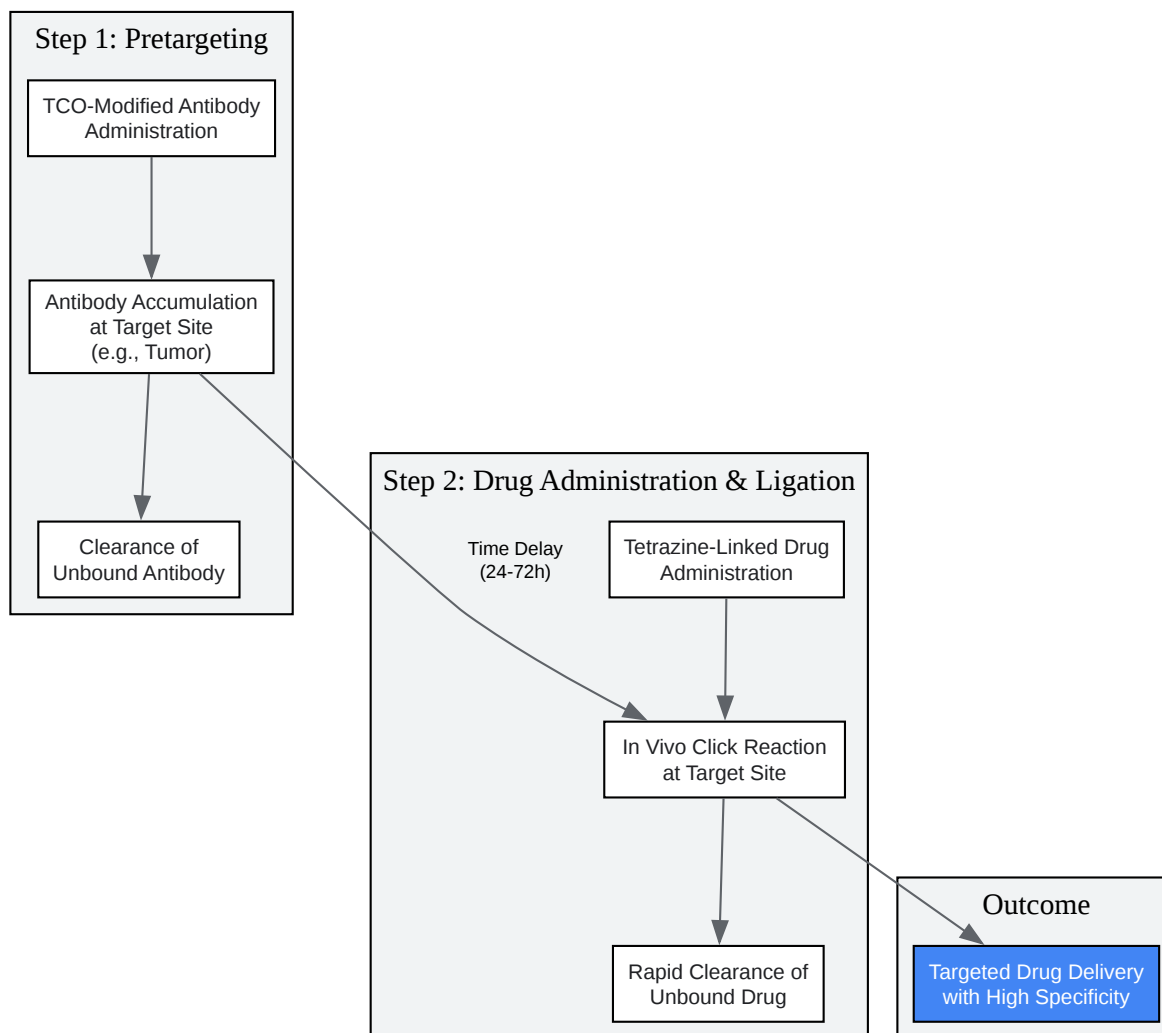 Step 1: Pretargeting
TCO-Modified Antibody
Administration
Antibody Accumulation
at Target Site
(e.g., Tumor)
Clearance of
Unbound Antibody
Step 2: Drug Administration & Ligation
Time Delay
(24-72h)
Tetrazine-Linked Drug
Administration
In Vivo Click Reaction
at Target Site
Rapid Clearance of
Unbound Drug
Outcome
Targeted Drug Delivery
with High Specificity